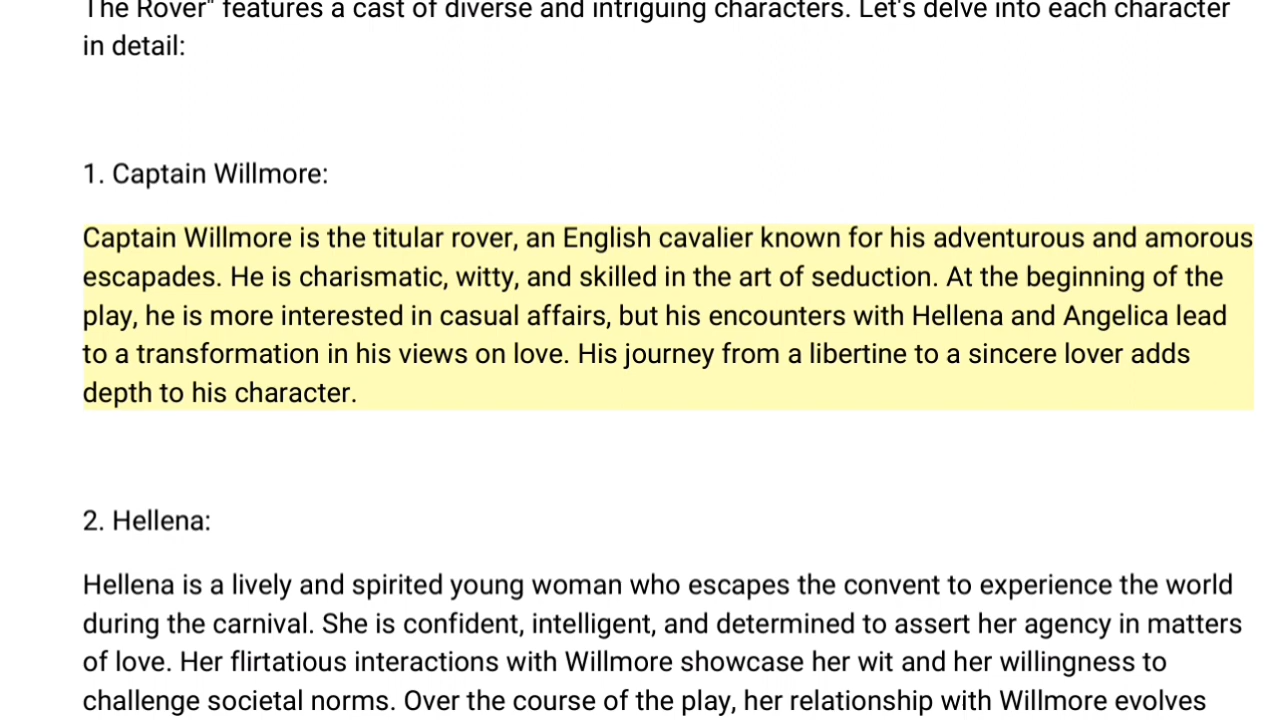 The Rover" features a cast of diverse and intriguing characters. Let's delve into each character
in detail:
1. Captain Willmore:
Captain Willmore is the titular rover, an English cavalier known for his adventurous and amorous
escapades. He is charismatic, witty, and skilled in the art of seduction. At the beginning of the
play, he is more interested in casual affairs, but his encounters with Hellena and Angelica lead
to a transformation in his views on love. His journey from a libertine to a sincere lover adds
depth to his character.
2. Hellena:
Hellena is a lively and spirited young woman who escapes the convent to experience the world
during the carnival. She is confident, intelligent, and determined to assert her agency in matters
of love. Her flirtatious interactions with Willmore showcase her wit and her willingness to
challenge societal norms. Over the course of the play, her relationship with Willmore evolves